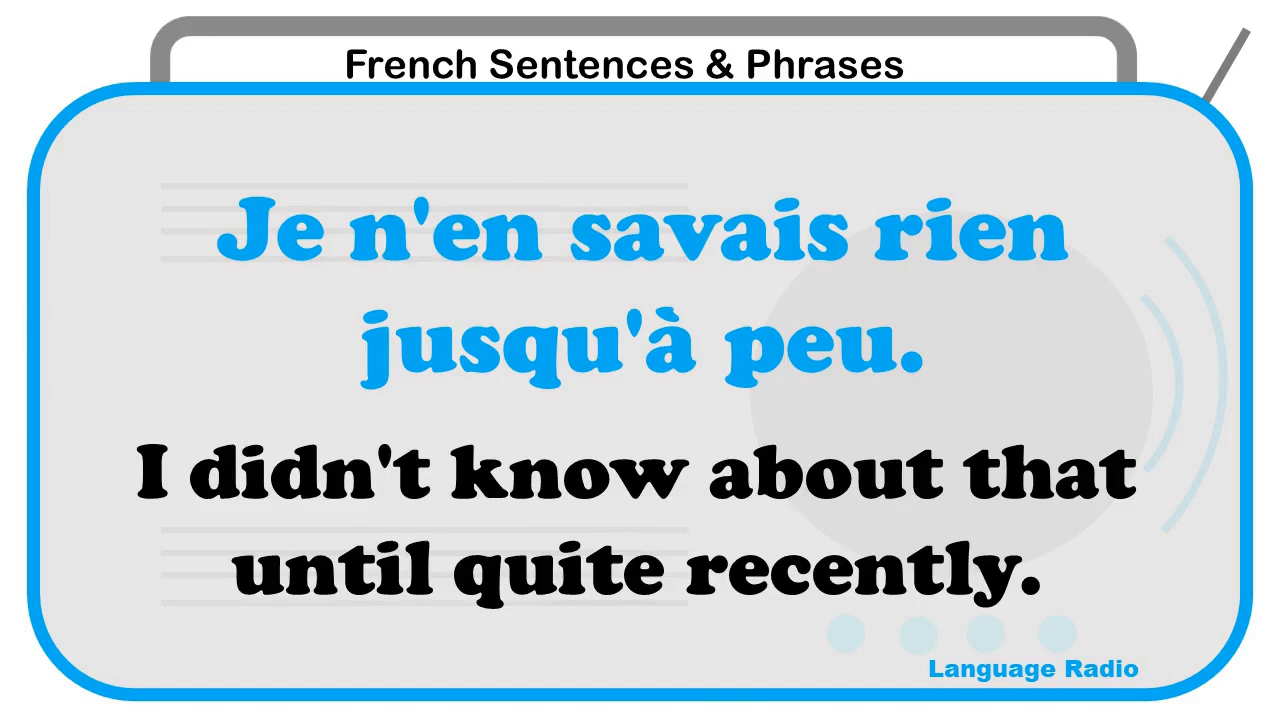 French Sentences & Phrases
Je n'en savais rien
jusqu'à peu.
I didn't know about that
until quite recently.
Language Radio